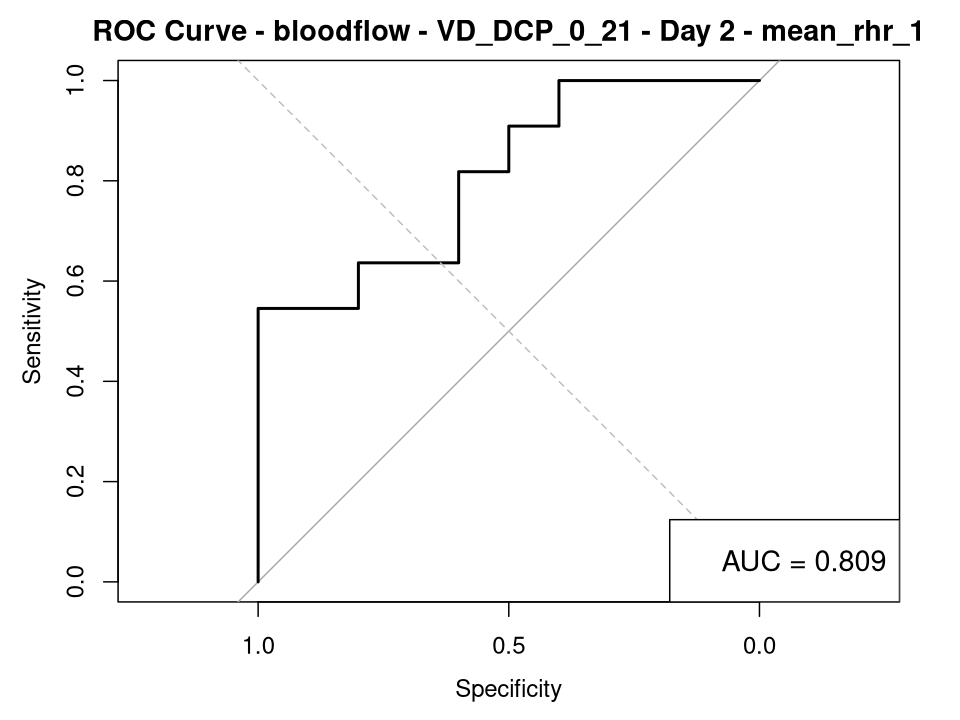 ROC Curve - bloodflow - VD_DCP_0_21 - Day 2 - mean_rhr_1
Sensitivity
1.0
0.8
0.6
0.4
0.2
0.0
AUC = 0.809
1.0 0.5 0.0
Specificity